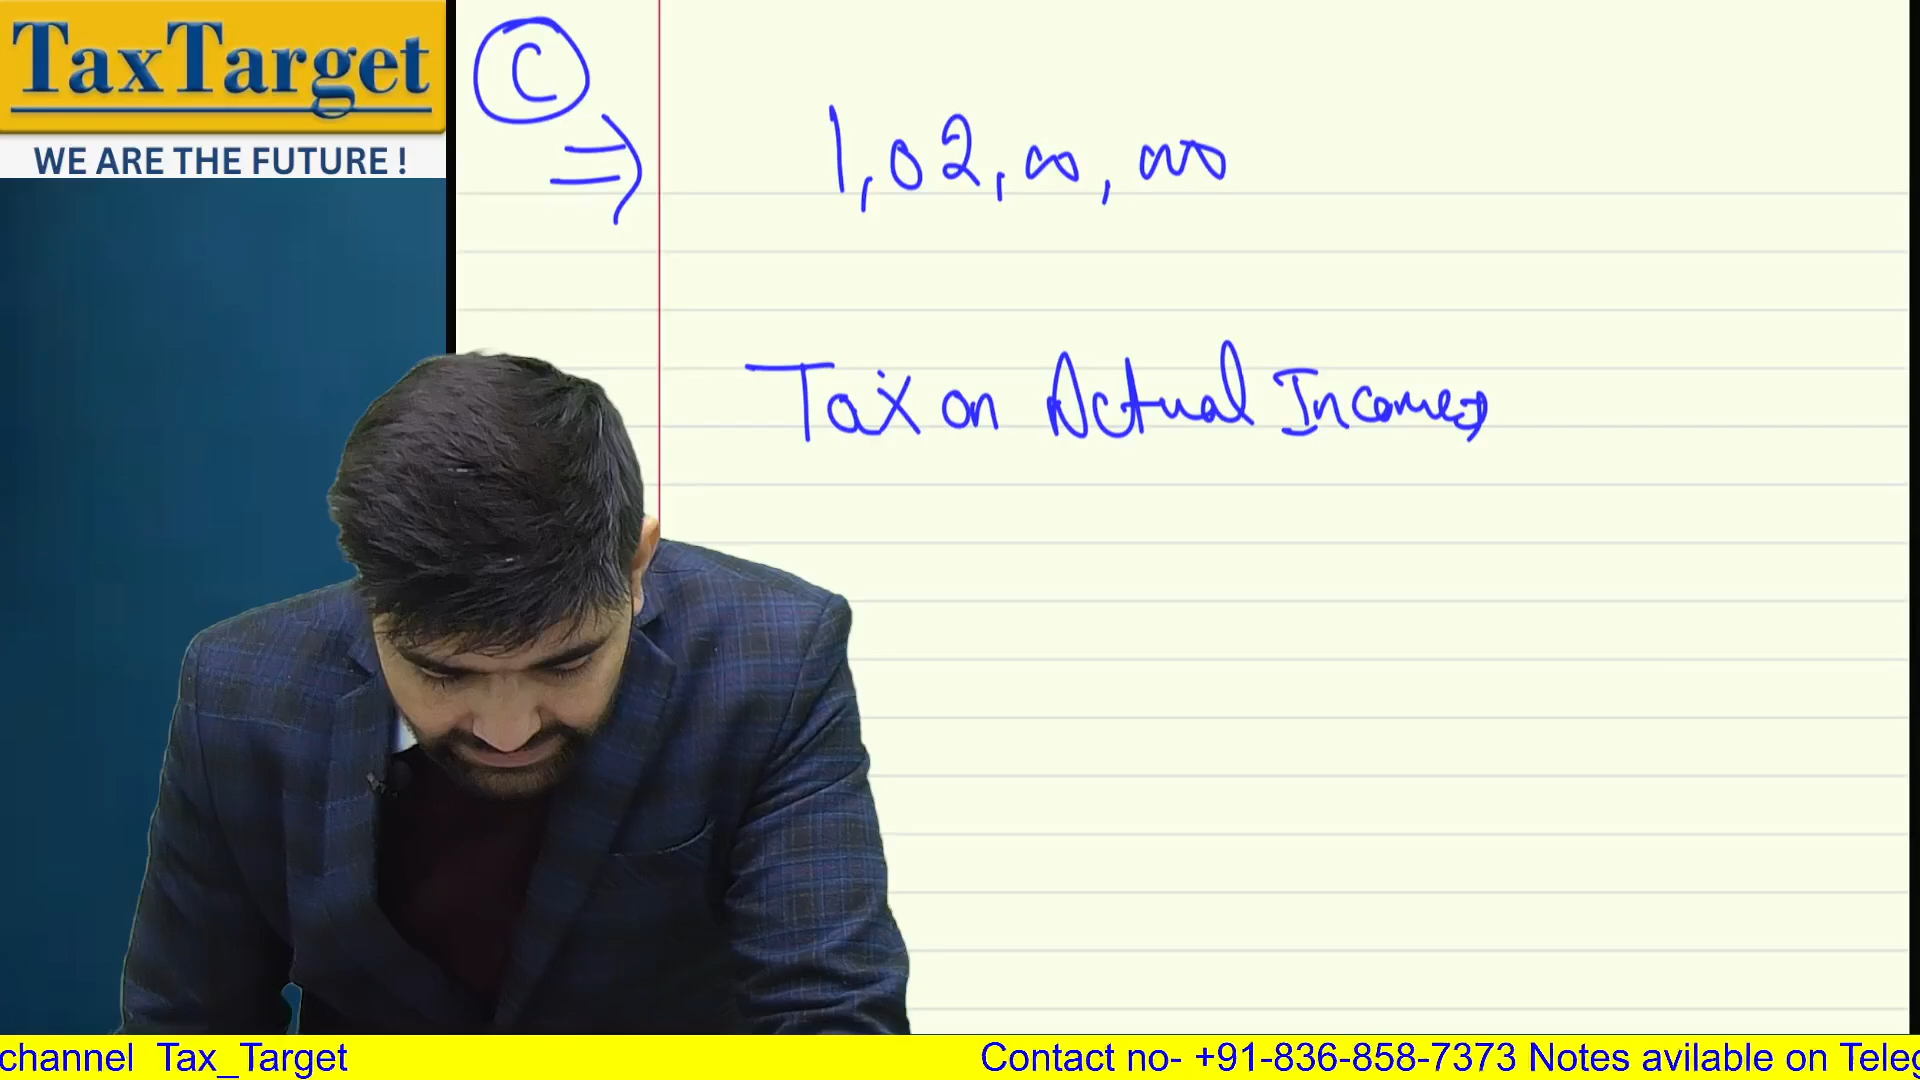 TaxTarget
WE ARE THE FUTURE !
C
⇒ 1,02,00,000
Tax on Actual Income⇒
channel Tax_Target
Contact no- +91-836-858-7373 Notes avilable on Teleg